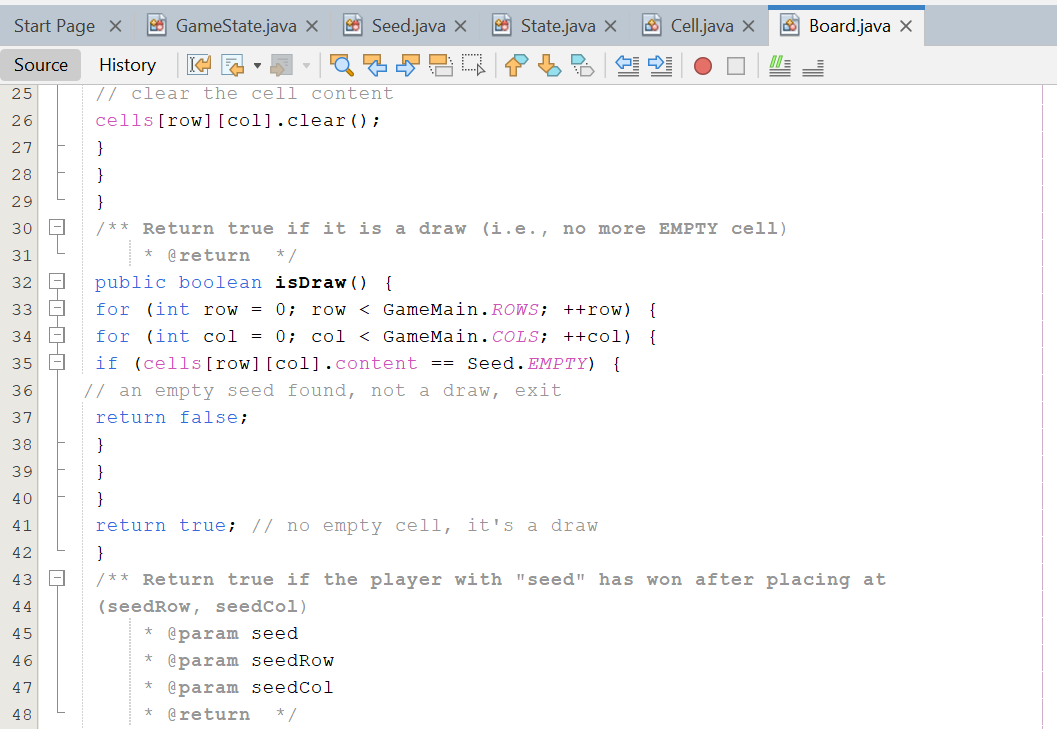 Start Page GameState.java Seed.java State.java Cell.java Board.java
Source History
25 // clear the cell content
26 cells[row][col].clear();
27 }
28 }
29 }
30 /** Return true if it is a draw (i.e., no more EMPTY cell)
31 * @return */
32 public boolean isDraw() {
33 for (int row = 0; row < GameMain.ROWS; ++row) {
34 for (int col = 0; col < GameMain.COLS; ++col) {
35 if (cells[row][col].content == Seed.EMPTY) {
36 // an empty seed found, not a draw, exit
37 return false;
38 }
39 }
40 }
41 return true; // no empty cell, it's a draw
42 }
43 /** Return true if the player with "seed" has won after placing at
44 (seedRow, seedCol)
45 * @param seed
46 * @param seedRow
47 * @param seedCol
48 * @return */